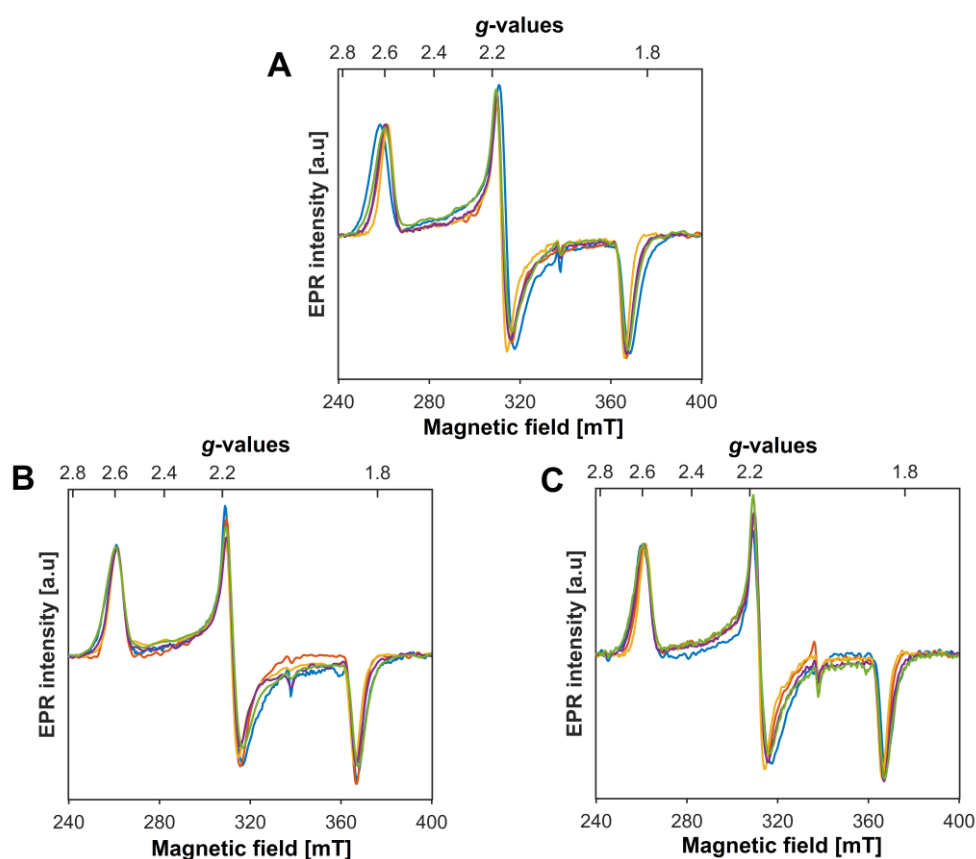 g-values
A
2.8 2.6 2.4 2.2 1.8
EPR intensity [a.u]
240 280 320 360 400
Magnetic field [mT]
g-values
B
2.8 2.6 2.4 2.2 1.8
EPR intensity [a.u]
240 280 320 360 400
Magnetic field [mT]
g-values
C
2.8 2.6 2.4 2.2 1.8
EPR intensity [a.u]
240 280 320 360 400
Magnetic field [mT]